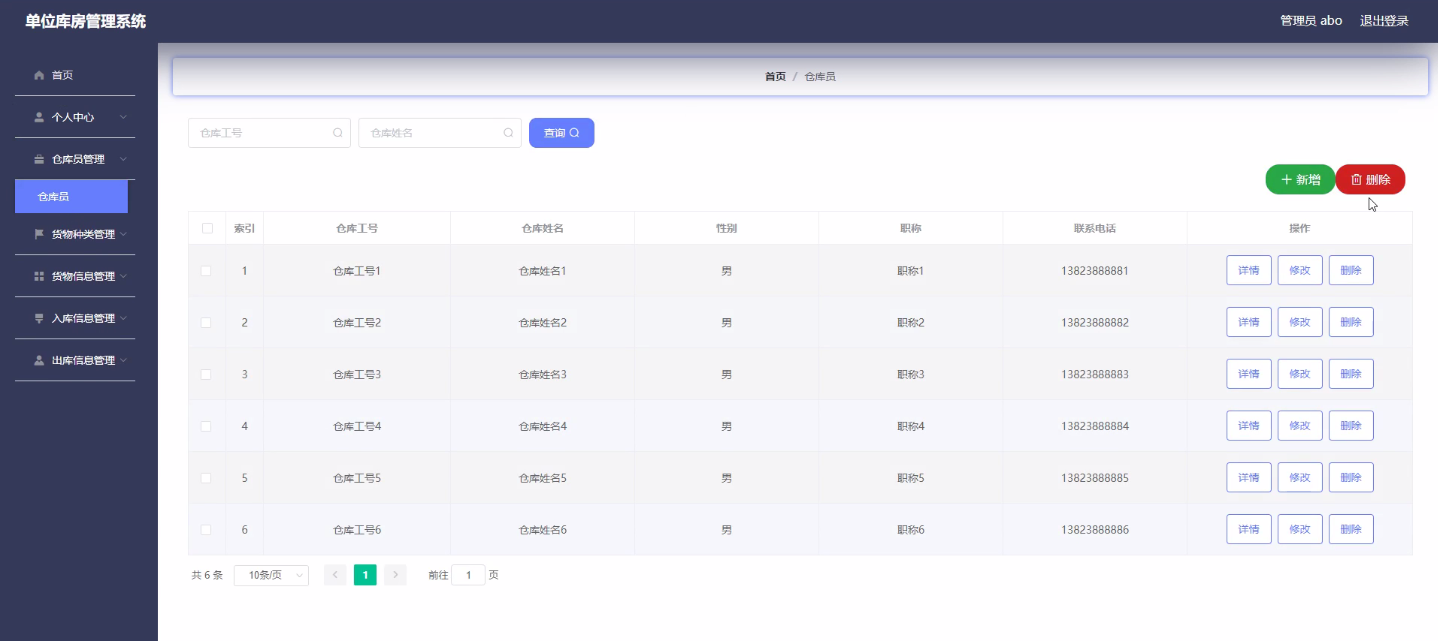 单位库房管理系统
管理员 abo 退出登录
首页
个人中心
仓库员管理
仓库员
货物种类管理
货物信息管理
入库信息管理
出库信息管理
首页 / 仓库员
仓库工号 仓库姓名 查询
新增 删除
索引 仓库工号 仓库姓名 性别 职称 联系电话 操作
1 仓库工号1 仓库姓名1 男 职称1 13823888881 详情 修改 删除
2 仓库工号2 仓库姓名2 男 职称2 13823888882 详情 修改 删除
3 仓库工号3 仓库姓名3 男 职称3 13823888883 详情 修改 删除
4 仓库工号4 仓库姓名4 男 职称4 13823888884 详情 修改 删除
5 仓库工号5 仓库姓名5 男 职称5 13823888885 详情 修改 删除
6 仓库工号6 仓库姓名6 男 职称6 13823888886 详情 修改 删除
共 6 条 10条/页 1 前往 1 页